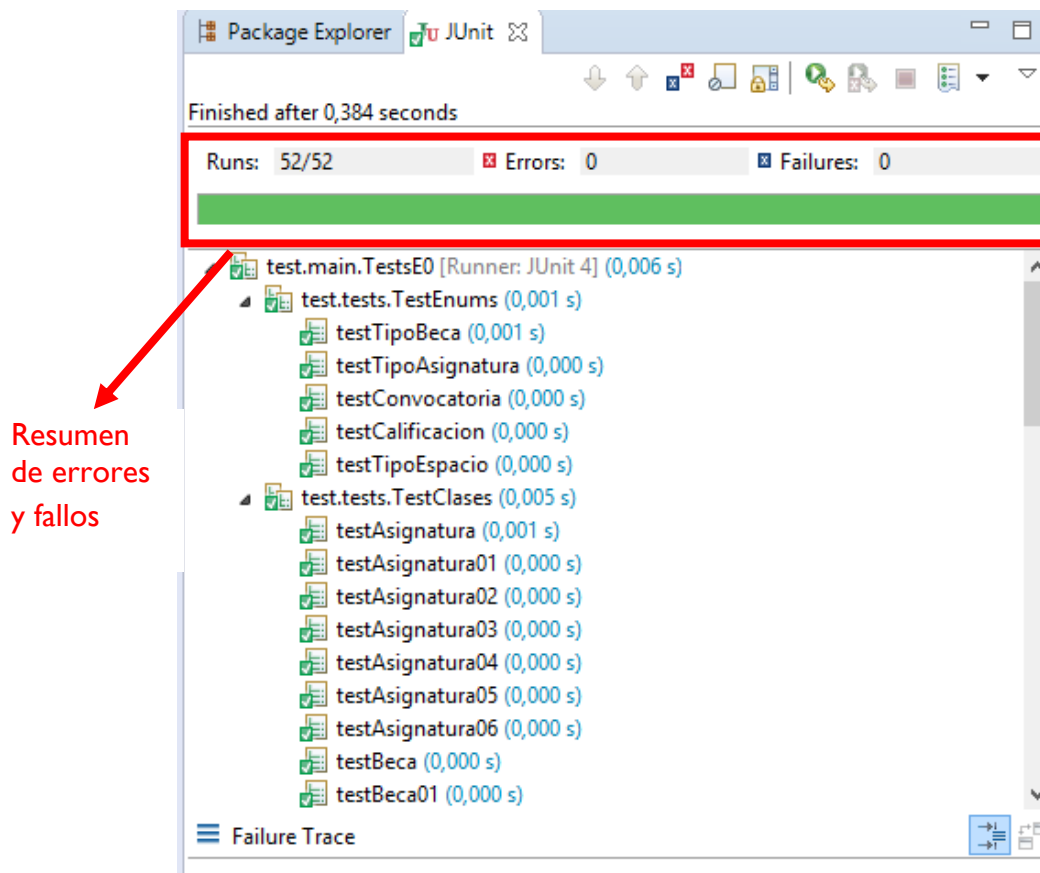 Package Explorer JUnit
Finished after 0,384 seconds
Runs: 52/52 Errors: 0 Failures: 0
test.main.TestsE0 [Runner: JUnit 4] (0,006 s)
test.tests.TestEnums (0,001 s)
testTipoBeca (0,001 s)
testTipoAsignatura (0,000 s)
testConvocatoria (0,000 s)
testCalificacion (0,000 s)
testTipoEspacio (0,000 s)
test.tests.TestClases (0,005 s)
testAsignatura (0,001 s)
testAsignatura01 (0,000 s)
testAsignatura02 (0,000 s)
testAsignatura03 (0,000 s)
testAsignatura04 (0,000 s)
testAsignatura05 (0,000 s)
testAsignatura06 (0,000 s)
testBeca (0,000 s)
testBeca01 (0,000 s)
Failure Trace
Resumen
de errores
y fallos